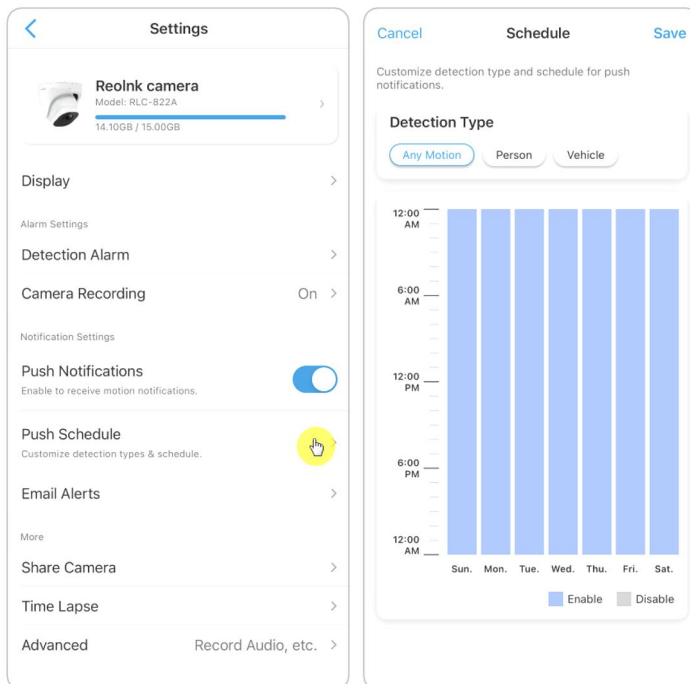 Settings
Reolnk camera
Model: RLC-822A
14.10GB / 15.00GB
Display
Alarm Settings
Detection Alarm
Camera Recording On
Notification Settings
Push Notifications
Enable to receive motion notifications.
Push Schedule
Customize detection types & schedule.
Email Alerts
More
Share Camera
Time Lapse
Advanced Record Audio, etc.
Cancel Schedule Save
Customize detection type and schedule for push
notifications.
Detection Type
Any Motion Person Vehicle
12:00
AM
6:00
AM
12:00
PM
6:00
PM
12:00
AM
Sun. Mon. Tue. Wed. Thu. Fri. Sat.
Enable Disable